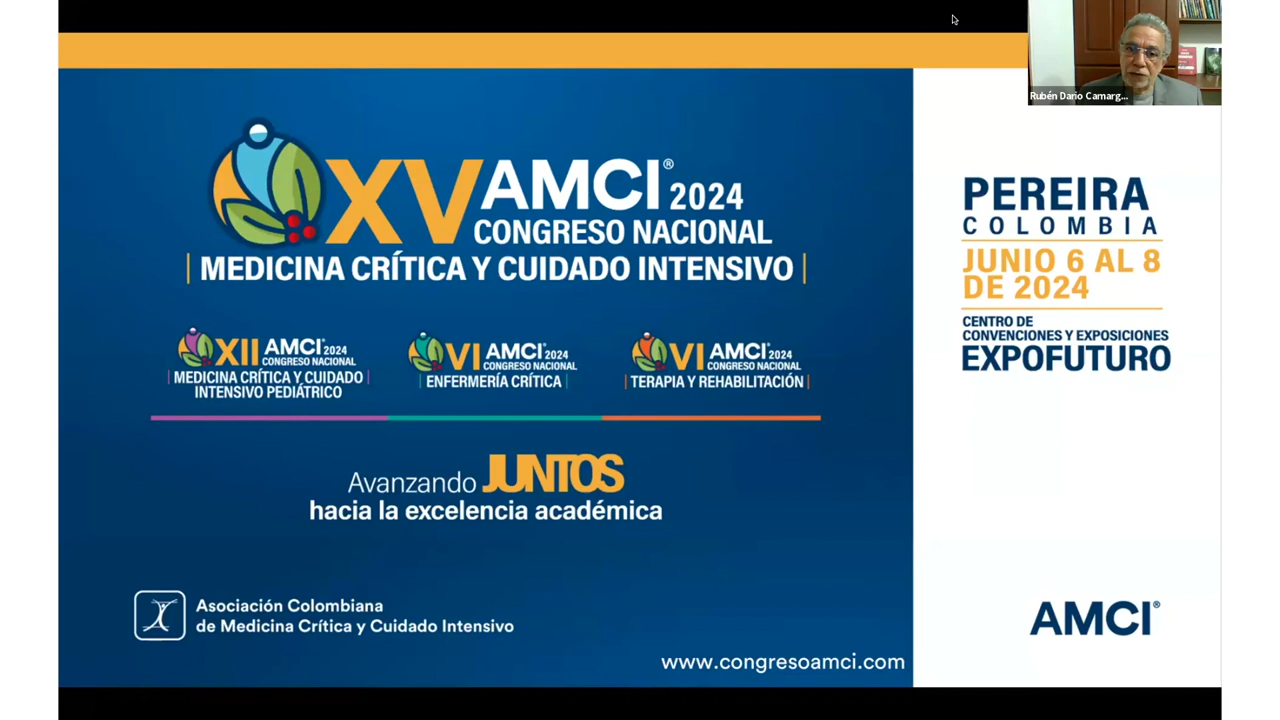 Rubén Dario Camarg...
XV AMCI® 2024
CONGRESO NACIONAL
MEDICINA CRÍTICA Y CUIDADO INTENSIVO
XII AMCI® 2024
CONGRESO NACIONAL
MEDICINA CRÍTICA Y CUIDADO
INTENSIVO PEDIÁTRICO
VI AMCI® 2024
CONGRESO NACIONAL
ENFERMERÍA CRÍTICA
VI AMCI® 2024
CONGRESO NACIONAL
TERAPIA Y REHABILITACIÓN
Avanzando JUNTOS
hacia la excelencia académica
Asociación Colombiana
de Medicina Crítica y Cuidado Intensivo
www.congresoamci.com
PEREIRA
COLOMBIA
JUNIO 6 AL 8
DE 2024
CENTRO DE
CONVENCIONES Y EXPOSICIONES
EXPOFUTURO
AMCI®